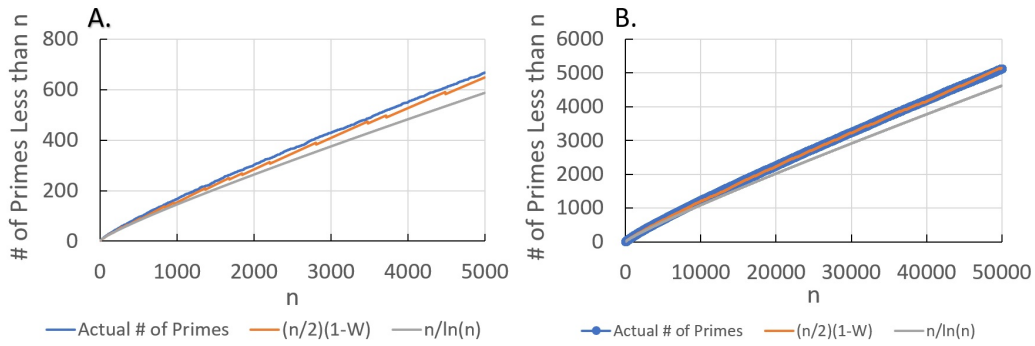 A.
# of Primes Less than n
800
600
400
200
0
0 1000 2000 3000 4000 5000
n
Actual # of Primes (n/2)(1-W) n/ln(n)
B.
# of Primes Less than n
6000
5000
4000
3000
2000
1000
0
0 10000 20000 30000 40000 50000
n
Actual # of Primes (n/2)(1-W) n/ln(n)